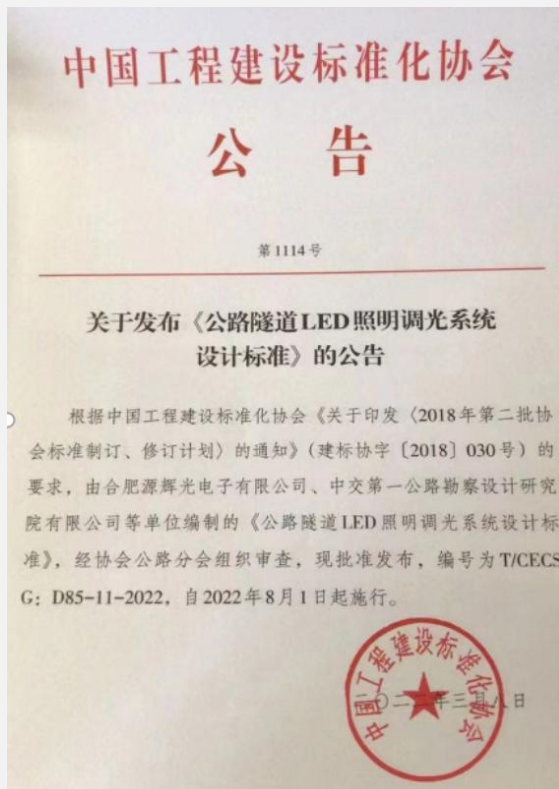 中国工程建设标准化协会
公 告
第1114号
关于发布《公路隧道LED照明调光系统
设计标准》的公告
根据中国工程建设标准化协会《关于印发〈2018年第二批协
会标准制订、修订计划〉的通知》(建标协字〔2018〕030号)的
要求，由合肥源辉光电子有限公司、中交第一公路勘察设计研究
院有限公司等单位编制的《公路隧道LED照明调光系统设计标
准》，经协会公路分会组织审查，现批准发布，编号为T/CECS
G：D85-11-2022，自2022年8月1日起施行。
中国工程建设标准化协会
二〇二二年三月八日